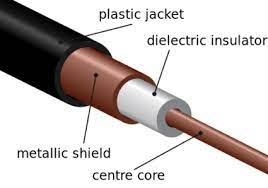 plastic jacket
dielectric insulator
metallic shield
centre core